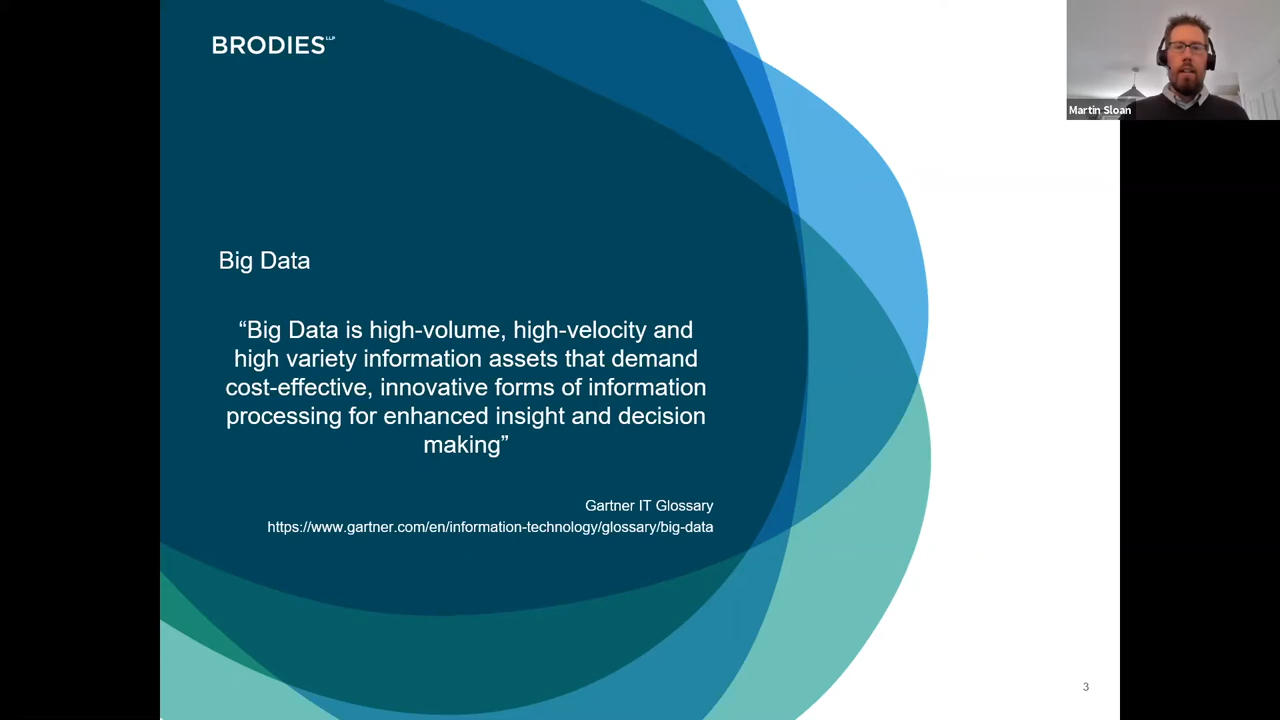 BRODIES LLP
Martin Sloan
Big Data
“Big Data is high-volume, high-velocity and
high variety information assets that demand
cost-effective, innovative forms of information
processing for enhanced insight and decision
making”
Gartner IT Glossary
https://www.gartner.com/en/information-technology/glossary/big-data
3